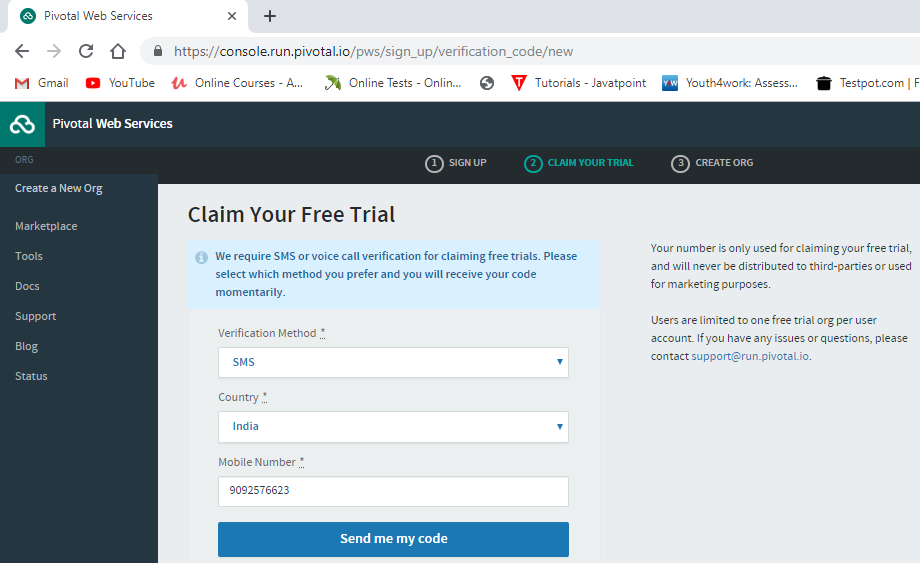 Pivotal Web Services
https://console.run.pivotal.io/pws/sign_up/verification_code/new
Gmail YouTube Online Courses - A... Online Tests - Onlin... Tutorials - Javatpoint Youth4work: Assess... Testpot.com | F
Pivotal Web Services
ORG
1 SIGN UP 2 CLAIM YOUR TRIAL 3 CREATE ORG
Create a New Org
Marketplace
Tools
Docs
Support
Blog
Status
Claim Your Free Trial
We require SMS or voice call verification for claiming free trials. Please
select which method you prefer and you will receive your code
momentarily.
Verification Method *
SMS
Country *
India
Mobile Number *
9092576623
Send me my code
Your number is only used for claiming your free trial,
and will never be distributed to third-parties or used
for marketing purposes.
Users are limited to one free trial org per user
account. If you have any issues or questions, please
contact support@run.pivotal.io.